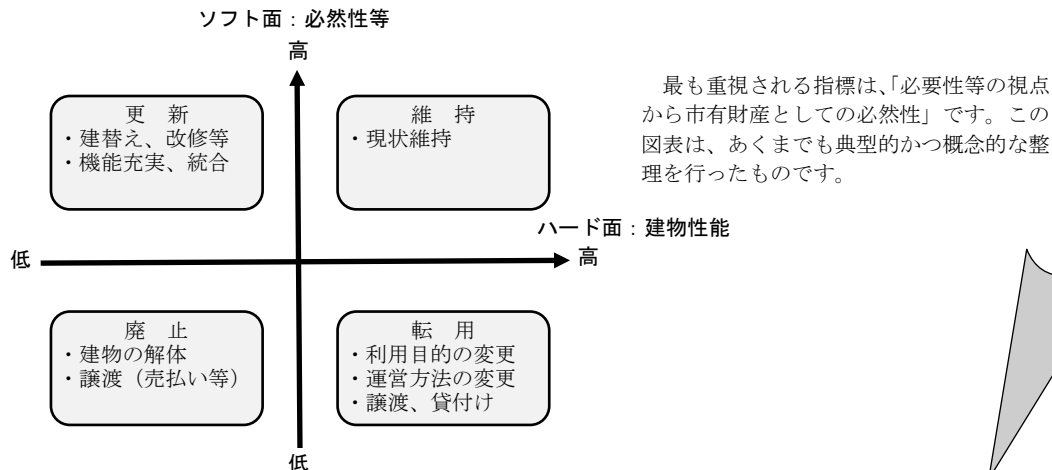 ソフト面：必然性等
高
更　新
・建替え、改修等
・機能充実、統合
維　持
・現状維持
最も重視される指標は、「必要性等の視点
から市有財産としての必然性」です。この
図表は、あくまでも典型的かつ概念的な整
理を行ったものです。
ハード面：建物性能
低
高
廃　止
・建物の解体
・譲渡（売払い等）
転　用
・利用目的の変更
・運営方法の変更
・譲渡、貸付け
低